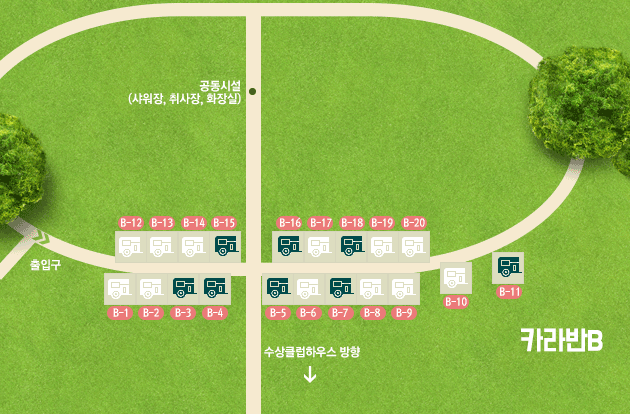 공동시설
(샤워장, 취사장, 화장실)
B-12 B-13 B-14 B-15 B-16 B-17 B-18 B-19 B-20
출입구
B-1 B-2 B-3 B-4 B-5 B-6 B-7 B-8 B-9 B-10 B-11
카라반B
수상클럽하우스 방향